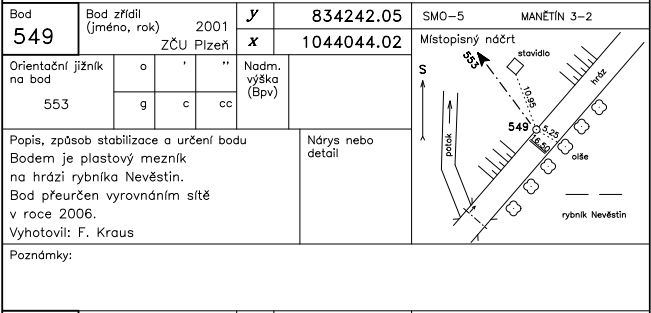 Bod
549
Bod zřídil
(jméno, rok)
2001
ZČU Plzeň
y 834242.05
x 1044044.02
SMO-5 MANĚTÍN 3-2
Orientační jižník
na bod
553
o ' "
g c cc
Nadm.
výška
(Bpv)
Místopisný náčrt
S
553
stavidlo
hráz
10.95
549
5.25
16.50
potok
olše
rybník Nevěstin
Popis, způsob stabilizace a určení bodu
Bodem je plastový mezník
na hrázi rybníka Nevěstin.
Bod přeurčen vyrovnáním sítě
v roce 2006.
Vyhotovil: F. Kraus
Nárys nebo
detail
Poznámky: